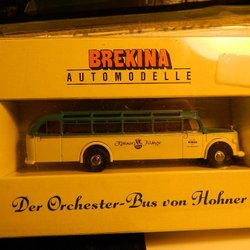 BREKINA
AUTOMODELLE
Der Orchester-Bus von Hohner